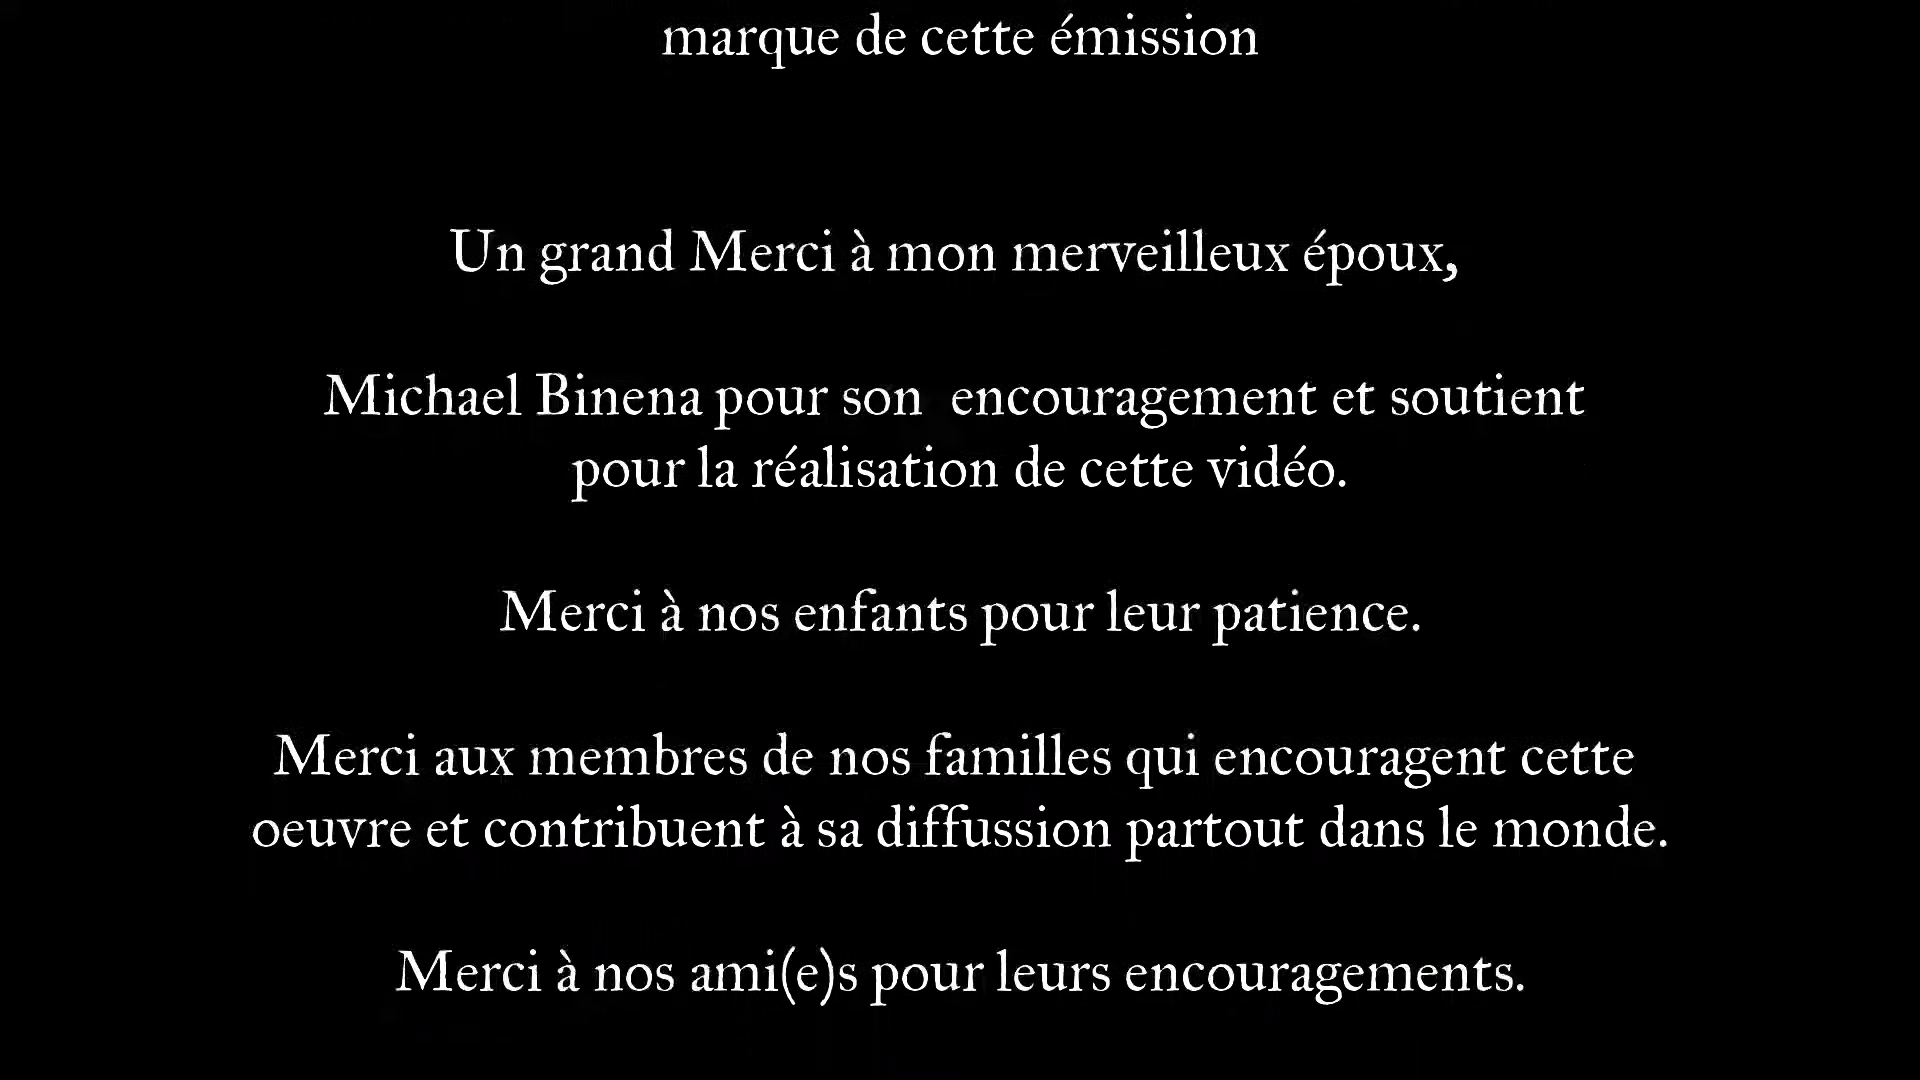 marque de cette émission
Un grand Merci à mon merveilleux époux,
Michael Binena pour son  encouragement et soutient
pour la réalisation de cette vidéo.
Merci à nos enfants pour leur patience.
Merci aux membres de nos familles qui encouragent cette
oeuvre et contribuent à sa diffussion partout dans le monde.
Merci à nos ami(e)s pour leurs encouragements.